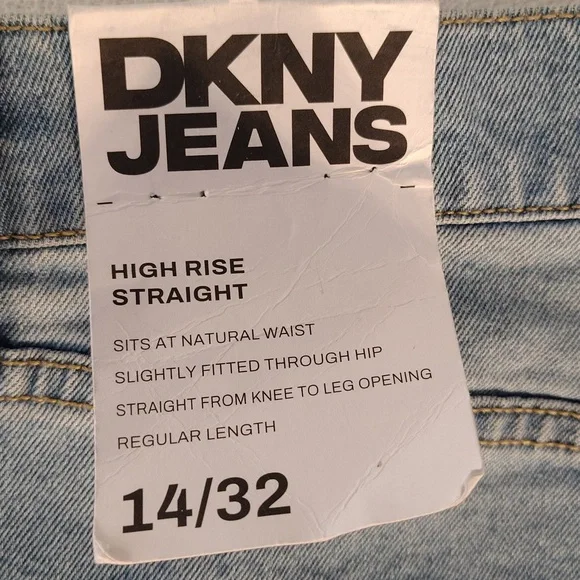 DKNY
JEANS
HIGH RISE
STRAIGHT
SITS AT NATURAL WAIST
SLIGHTLY FITTED THROUGH HIP
STRAIGHT FROM KNEE TO LEG OPENING
REGULAR LENGTH
14/32